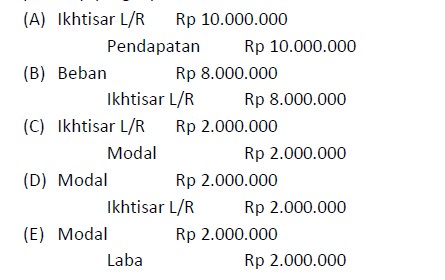 (A) Ikhtisar L/R Rp 10.000.000
Pendapatan Rp 10.000.000
(B) Beban Rp 8.000.000
Ikhtisar L/R Rp 8.000.000
(C) Ikhtisar L/R Rp 2.000.000
Modal Rp 2.000.000
(D) Modal Rp 2.000.000
Ikhtisar L/R Rp 2.000.000
(E) Modal Rp 2.000.000
Laba Rp 2.000.000